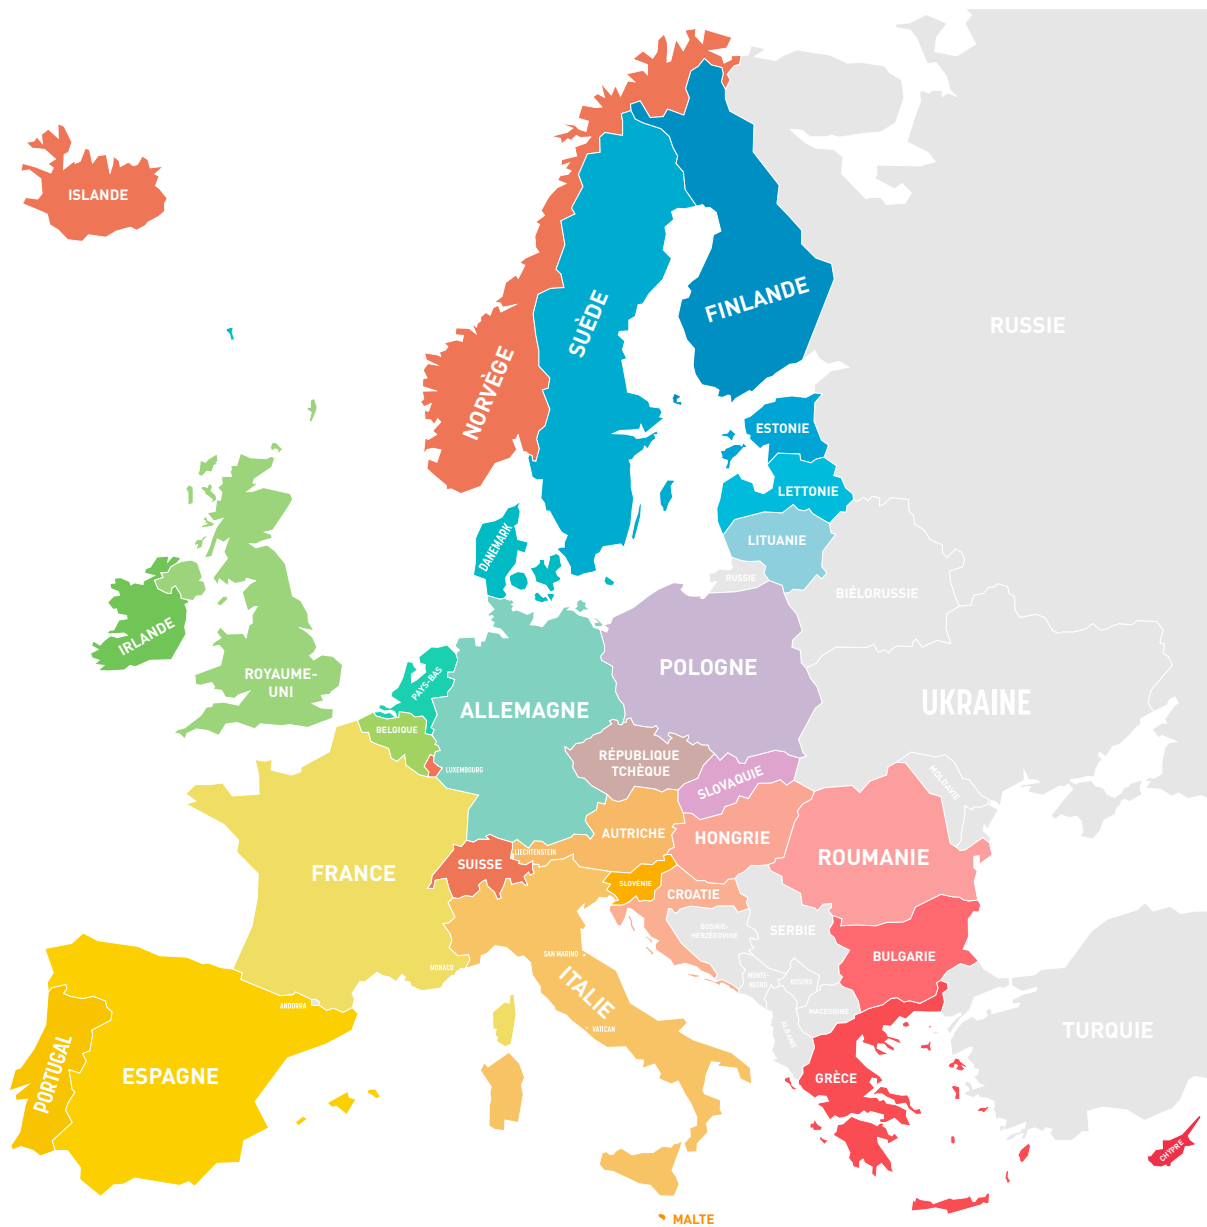 ISLANDE
RUSSIE
FINLANDE
SUÈDE
NORVÈGE
ESTONIE
LETTONIE
LITUANIE
DANEMARK
RUSSIE
BIÉLORUSSIE
IRLANDE
ROYAUME-
UNI
PAYS-BAS
POLOGNE
ALLEMAGNE
UKRAINE
BELGIQUE
LUXEMBOURG
RÉPUBLIQUE
TCHÈQUE
SLOVAQUIE
MOLDAVIE
AUTRICHE
HONGRIE
LIECHTENSTEIN
SUISSE
FRANCE
ROUMANIE
SLOVÉNIE
CROATIE
BOSNIE-
HERZÉGOVINE
SERBIE
BULGARIE
SAN MARINO
MONACO
ITALIE
MONTE-
NEGRO
KOSOVO
ANDORRA
MACÉDOINE
VATICAN
ALBANIE
TURQUIE
PORTUGAL
ESPAGNE
GRÈCE
CHYPRE
MALTE